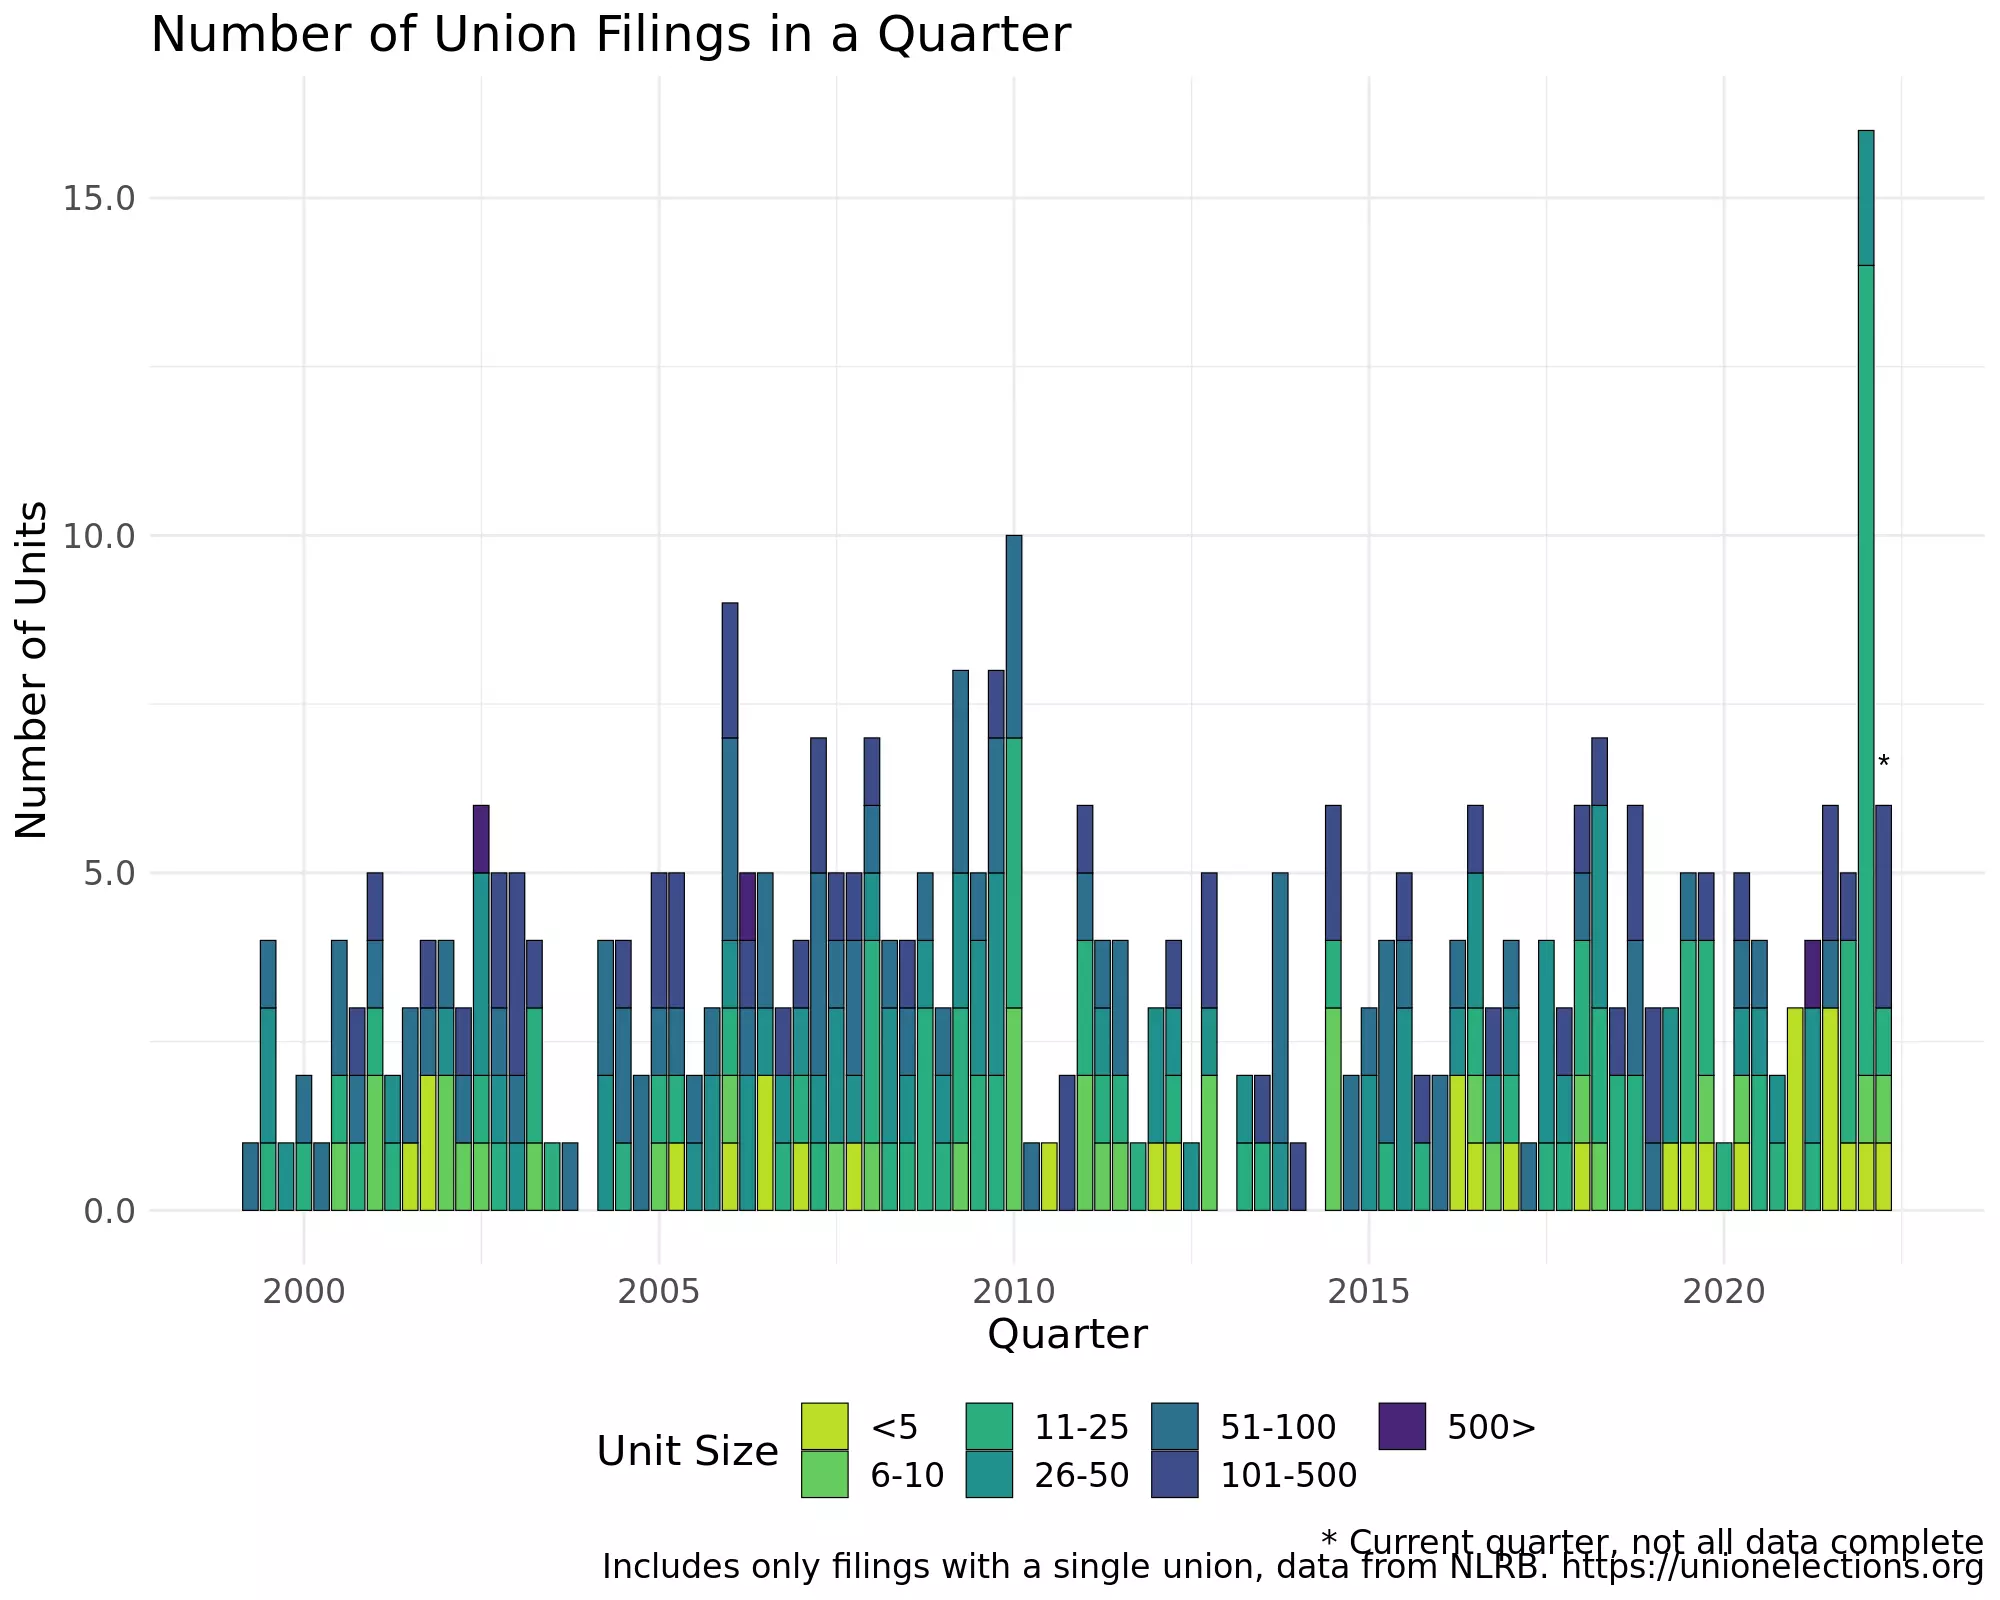 Number of Union Filings in a Quarter
15.0
10.0
5.0
0.0
Number of Units
*
2000 2005 2010 2015 2020
Quarter
Unit Size
<5 11-25 51-100 500>
6-10 26-50 101-500
* Current quarter, not all data complete
Includes only filings with a single union, data from NLRB. https://unionelections.org